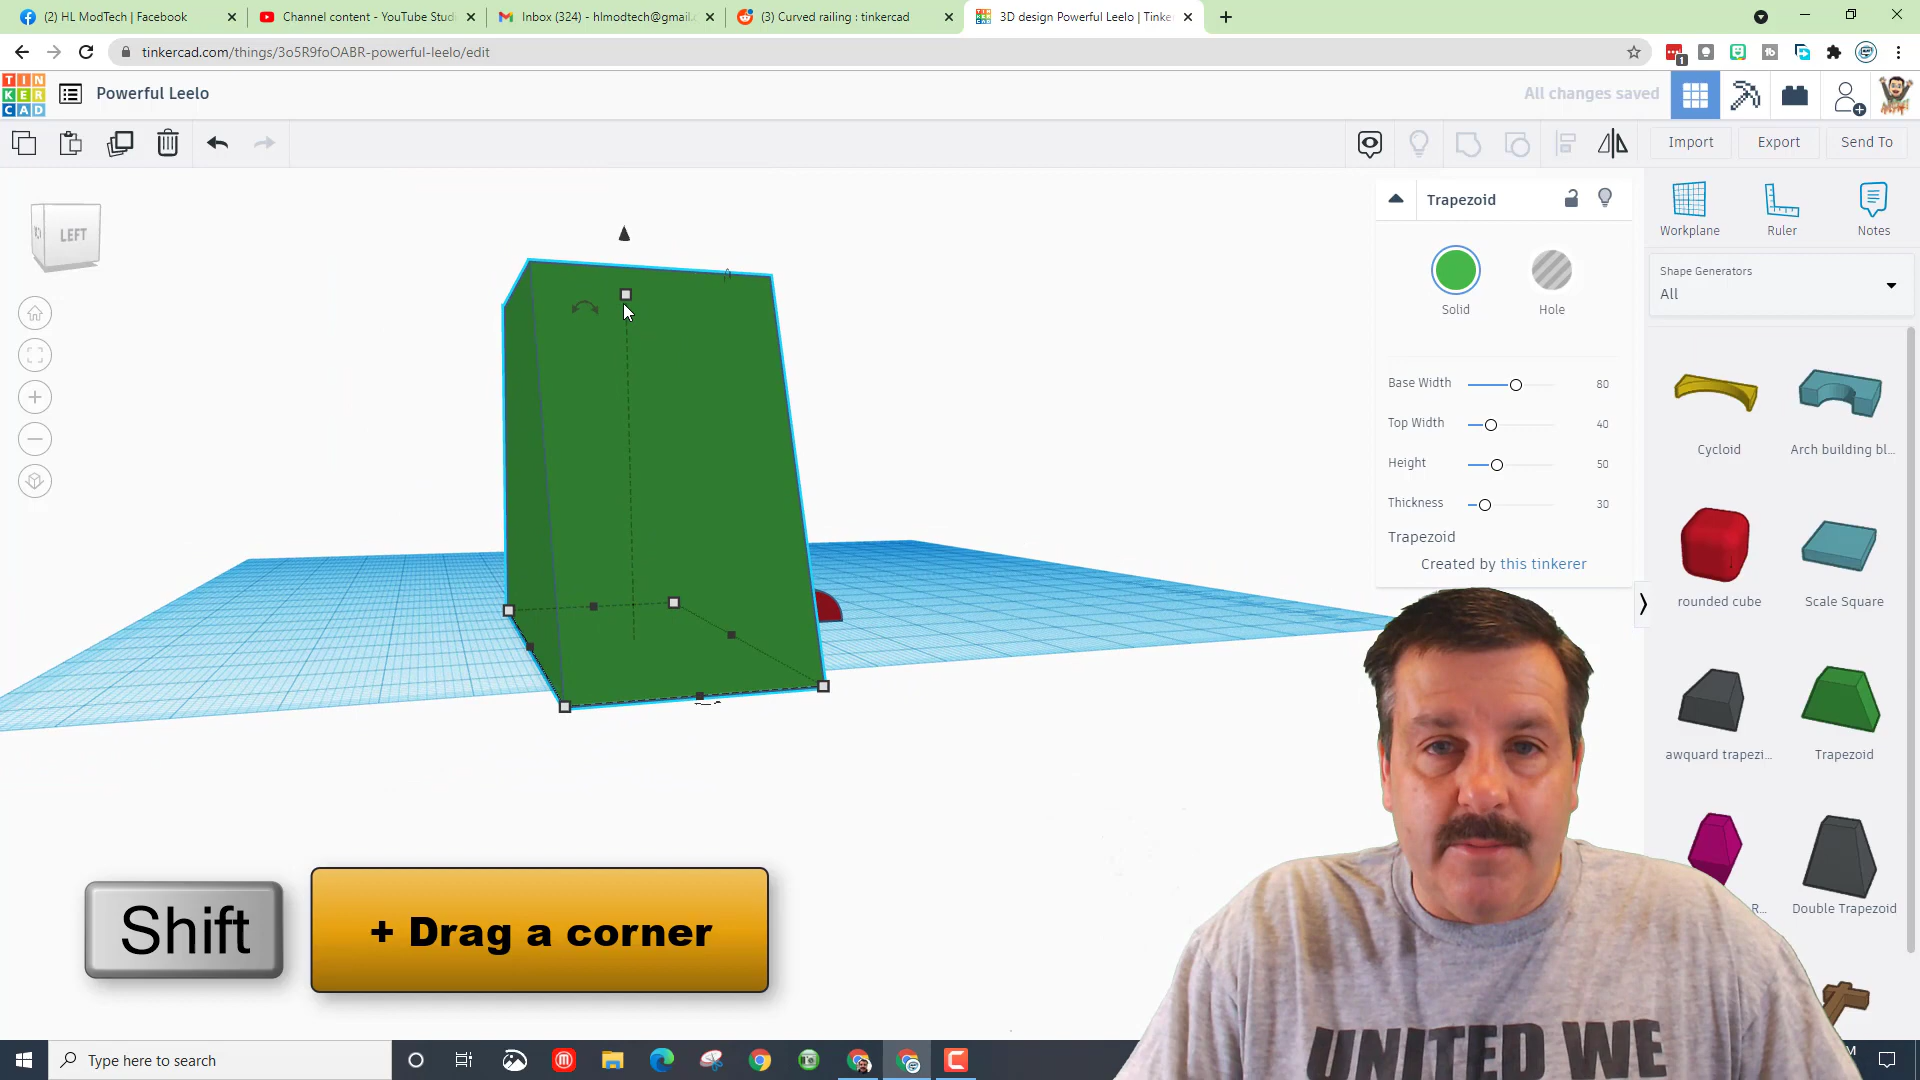 (2) HL ModTech | Facebook
Channel content - YouTube Studi
Inbox (324) - hlmodtech@gmail.c
(3) Curved railing : tinkercad
3D design Powerful Leelo | Tinke
tinkercad.com/things/3o5R9foOABR-powerful-leelo/edit
1
TIN
KER
CAD
Powerful Leelo
All changes saved
Import
Export
Send To
LEFT
Trapezoid
Solid
Hole
Base Width 80
Top Width 40
Height 50
Thickness 30
Trapezoid
Created by this tinkerer
Workplane
Ruler
Notes
Shape Generators
All
Cycloid
Arch building bl...
rounded cube
Scale Square
awquard trapezi...
Trapezoid
R...
Double Trapezoid
Shift
+ Drag a corner
UNITED WE
Type here to search
M